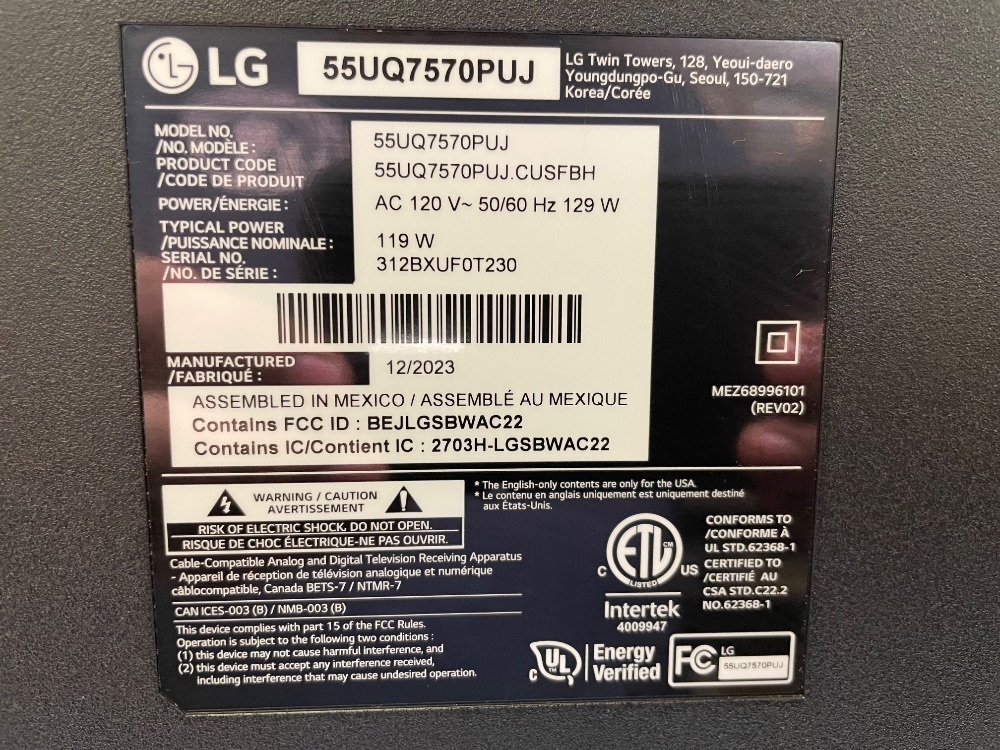 LG
55UQ7570PUJ
LG Twin Towers, 128, Yeoui-daero
Youngdungpo-Gu, Seoul, 150-721
Korea/Corée
MODEL NO.
/NO. MODÈLE :
55UQ7570PUJ
PRODUCT CODE
/CODE DE PRODUIT
55UQ7570PUJ.CUSFBH
POWER/ÉNERGIE :
AC 120 V~ 50/60 Hz 129 W
TYPICAL POWER
/PUISSANCE NOMINALE :
119 W
SERIAL NO.
/NO. DE SÉRIE :
312BXUF0T230
MANUFACTURED
/FABRIQUÉ :
12/2023
ASSEMBLED IN MEXICO / ASSEMBLÉ AU MEXIQUE
Contains FCC ID : BEJLGSBWAC22
Contains IC/Contient IC : 2703H-LGSBWAC22
MEZ68996101
(REV02)
WARNING / CAUTION
AVERTISSEMENT
RISK OF ELECTRIC SHOCK. DO NOT OPEN.
RISQUE DE CHOC ÉLECTRIQUE-NE PAS OUVRIR.
* The English-only contents are only for the USA.
* Le contenu en anglais uniquement est uniquement destiné
aux États-Unis.
Cable-Compatible Analog and Digital Television Receiving Apparatus
- Appareil de réception de télévision analogique et numérique
câblocompatible, Canada BETS-7 / NTMR-7
CAN ICES-003 (B) / NMB-003 (B)
This device complies with part 15 of the FCC Rules.
Operation is subject to the following two conditions :
(1) this device may not cause harmful interference, and
(2) this device must accept any interference received,
including interference that may cause undesired operation.
ETL CM
LISTED
C US
Intertek
4009947
CONFORMS TO
/CONFORME À
UL STD.62368-1
CERTIFIED TO
/CERTIFIÉ AU
CSA STD.C22.2
NO.62368-1
C UL TM
Energy
Verified
FC LG
55UQ7570PUJ